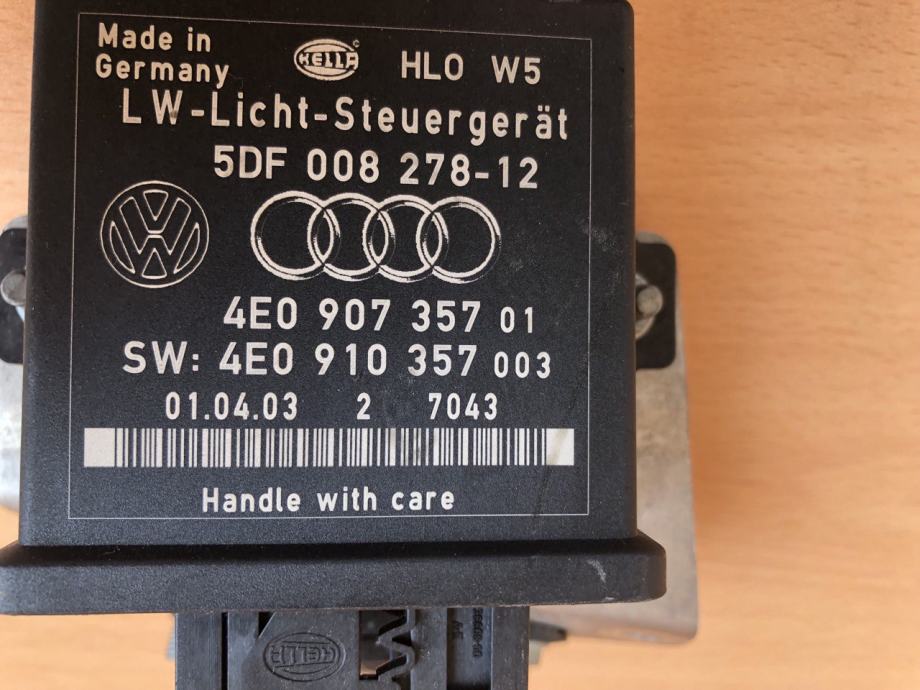 Made in
Germany
HELLA
HLO W5
LW-Licht-Steuergerät
5DF 008 278-12
4E0 907 357 01
SW: 4E0 910 357 003
01.04.03 2 7043
Handle with care
HELLA